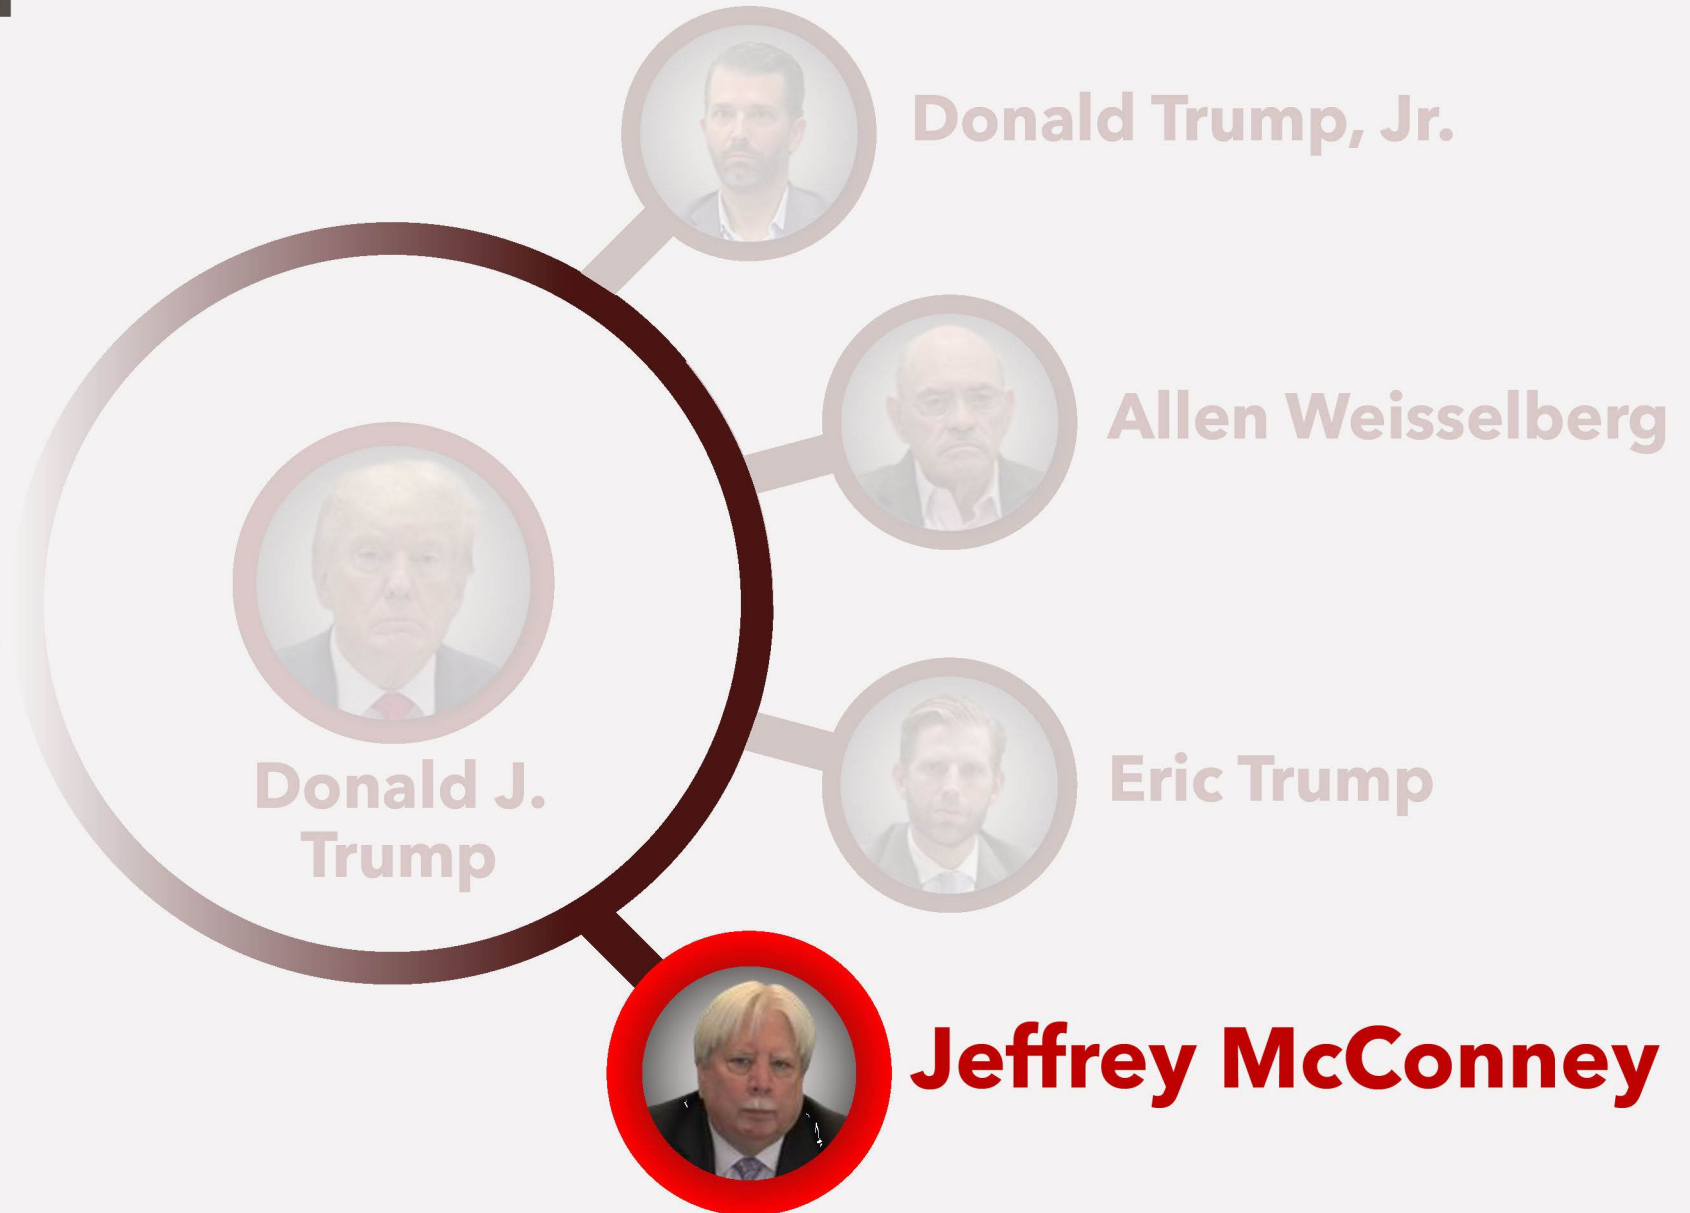 Donald Trump, Jr.
Allen Weisselberg
Donald J.
Trump
Eric Trump
Jeffrey McConney